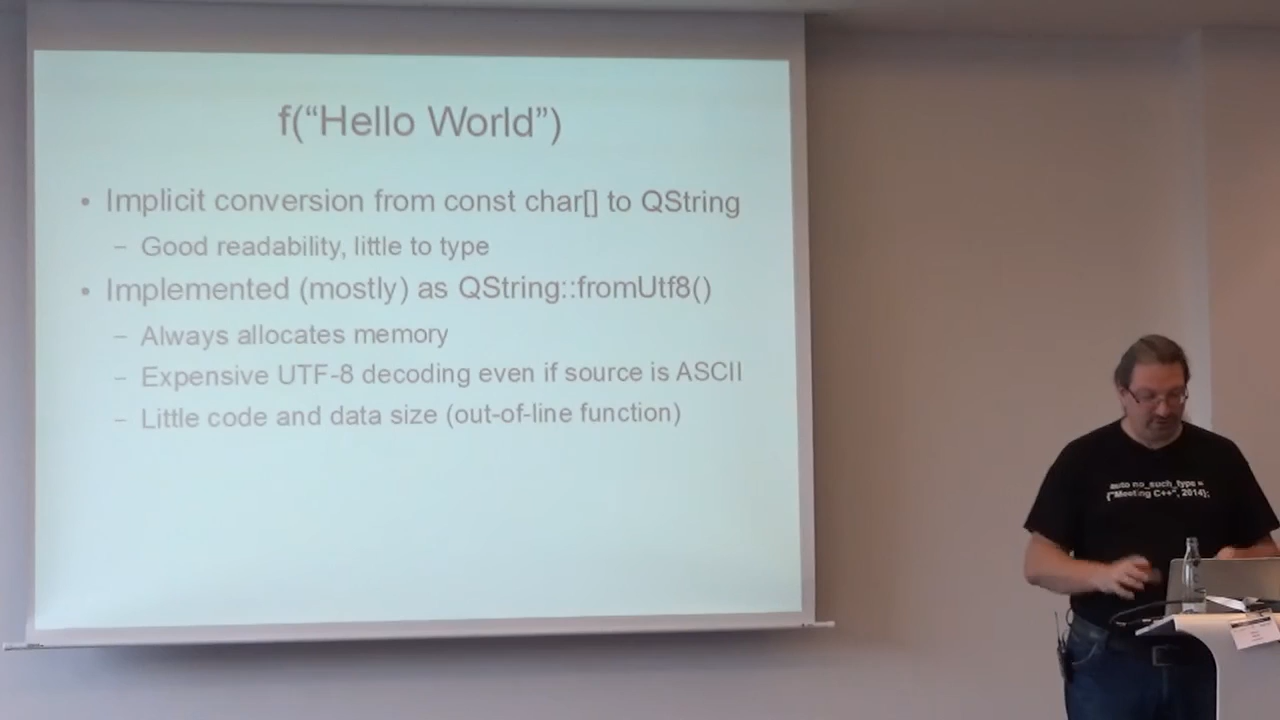 f(“Hello World”)
• Implicit conversion from const char[] to QString
– Good readability, little to type
• Implemented (mostly) as QString::fromUtf8()
– Always allocates memory
– Expensive UTF-8 decoding even if source is ASCII
– Little code and data size (out-of-line function)
auto no_such_type =
{"Meeting C++", 2014};